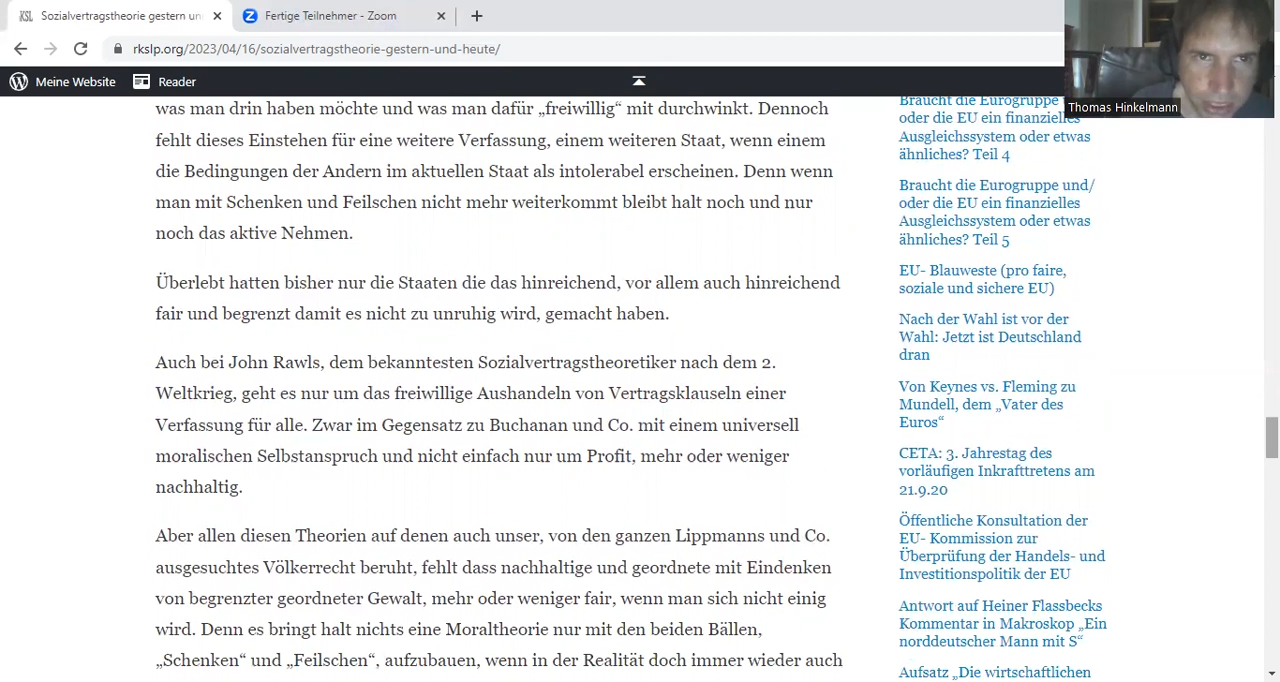 Sozialvertragstheorie gestern un
Fertige Teilnehmer - Zoom
rkslp.org/2023/04/16/sozialvertragstheorie-gestern-und-heute/
Meine Website
Reader
Thomas Hinkelmann
was man drin haben möchte und was man dafür „freiwillig“ mit durchwinkt. Dennoch
fehlt dieses Einstehen für eine weitere Verfassung, einem weiteren Staat, wenn einem
die Bedingungen der Andern im aktuellen Staat als intolerabel erscheinen. Denn wenn
man mit Schenken und Feilschen nicht mehr weiterkommt bleibt halt noch und nur
noch das aktive Nehmen.
Überlebt hatten bisher nur die Staaten die das hinreichend, vor allem auch hinreichend
fair und begrenzt damit es nicht zu unruhig wird, gemacht haben.
Auch bei John Rawls, dem bekanntesten Sozialvertragstheoretiker nach dem 2.
Weltkrieg, geht es nur um das freiwillige Aushandeln von Vertragsklauseln einer
Verfassung für alle. Zwar im Gegensatz zu Buchanan und Co. mit einem universell
moralischen Selbstanspruch und nicht einfach nur um Profit, mehr oder weniger
nachhaltig.
Aber allen diesen Theorien auf denen auch unser, von den ganzen Lippmanns und Co.
ausgesuchtes Völkerrecht beruht, fehlt dass nachhaltige und geordnete mit Eindenken
von begrenzter geordneter Gewalt, mehr oder weniger fair, wenn man sich nicht einig
wird. Denn es bringt halt nichts eine Moraltheorie nur mit den beiden Bällen,
„Schenken“ und „Feilschen“, aufzubauen, wenn in der Realität doch immer wieder auch
Braucht die Eurogruppe
oder die EU ein finanzielles
Ausgleichssystem oder etwas
ähnliches? Teil 4
Braucht die Eurogruppe und/
oder die EU ein finanzielles
Ausgleichssystem oder etwas
ähnliches? Teil 5
EU- Blauweste (pro faire,
soziale und sichere EU)
Nach der Wahl ist vor der
Wahl: Jetzt ist Deutschland
dran
Von Keynes vs. Fleming zu
Mundell, dem „Vater des
Euros“
CETA: 3. Jahrestag des
vorläufigen Inkrafttretens am
21.9.20
Öffentliche Konsultation der
EU- Kommission zur
Überprüfung der Handels- und
Investitionspolitik der EU
Antwort auf Heiner Flassbecks
Kommentar in Makroskop „Ein
norddeutscher Mann mit S“
Aufsatz „Die wirtschaftlichen